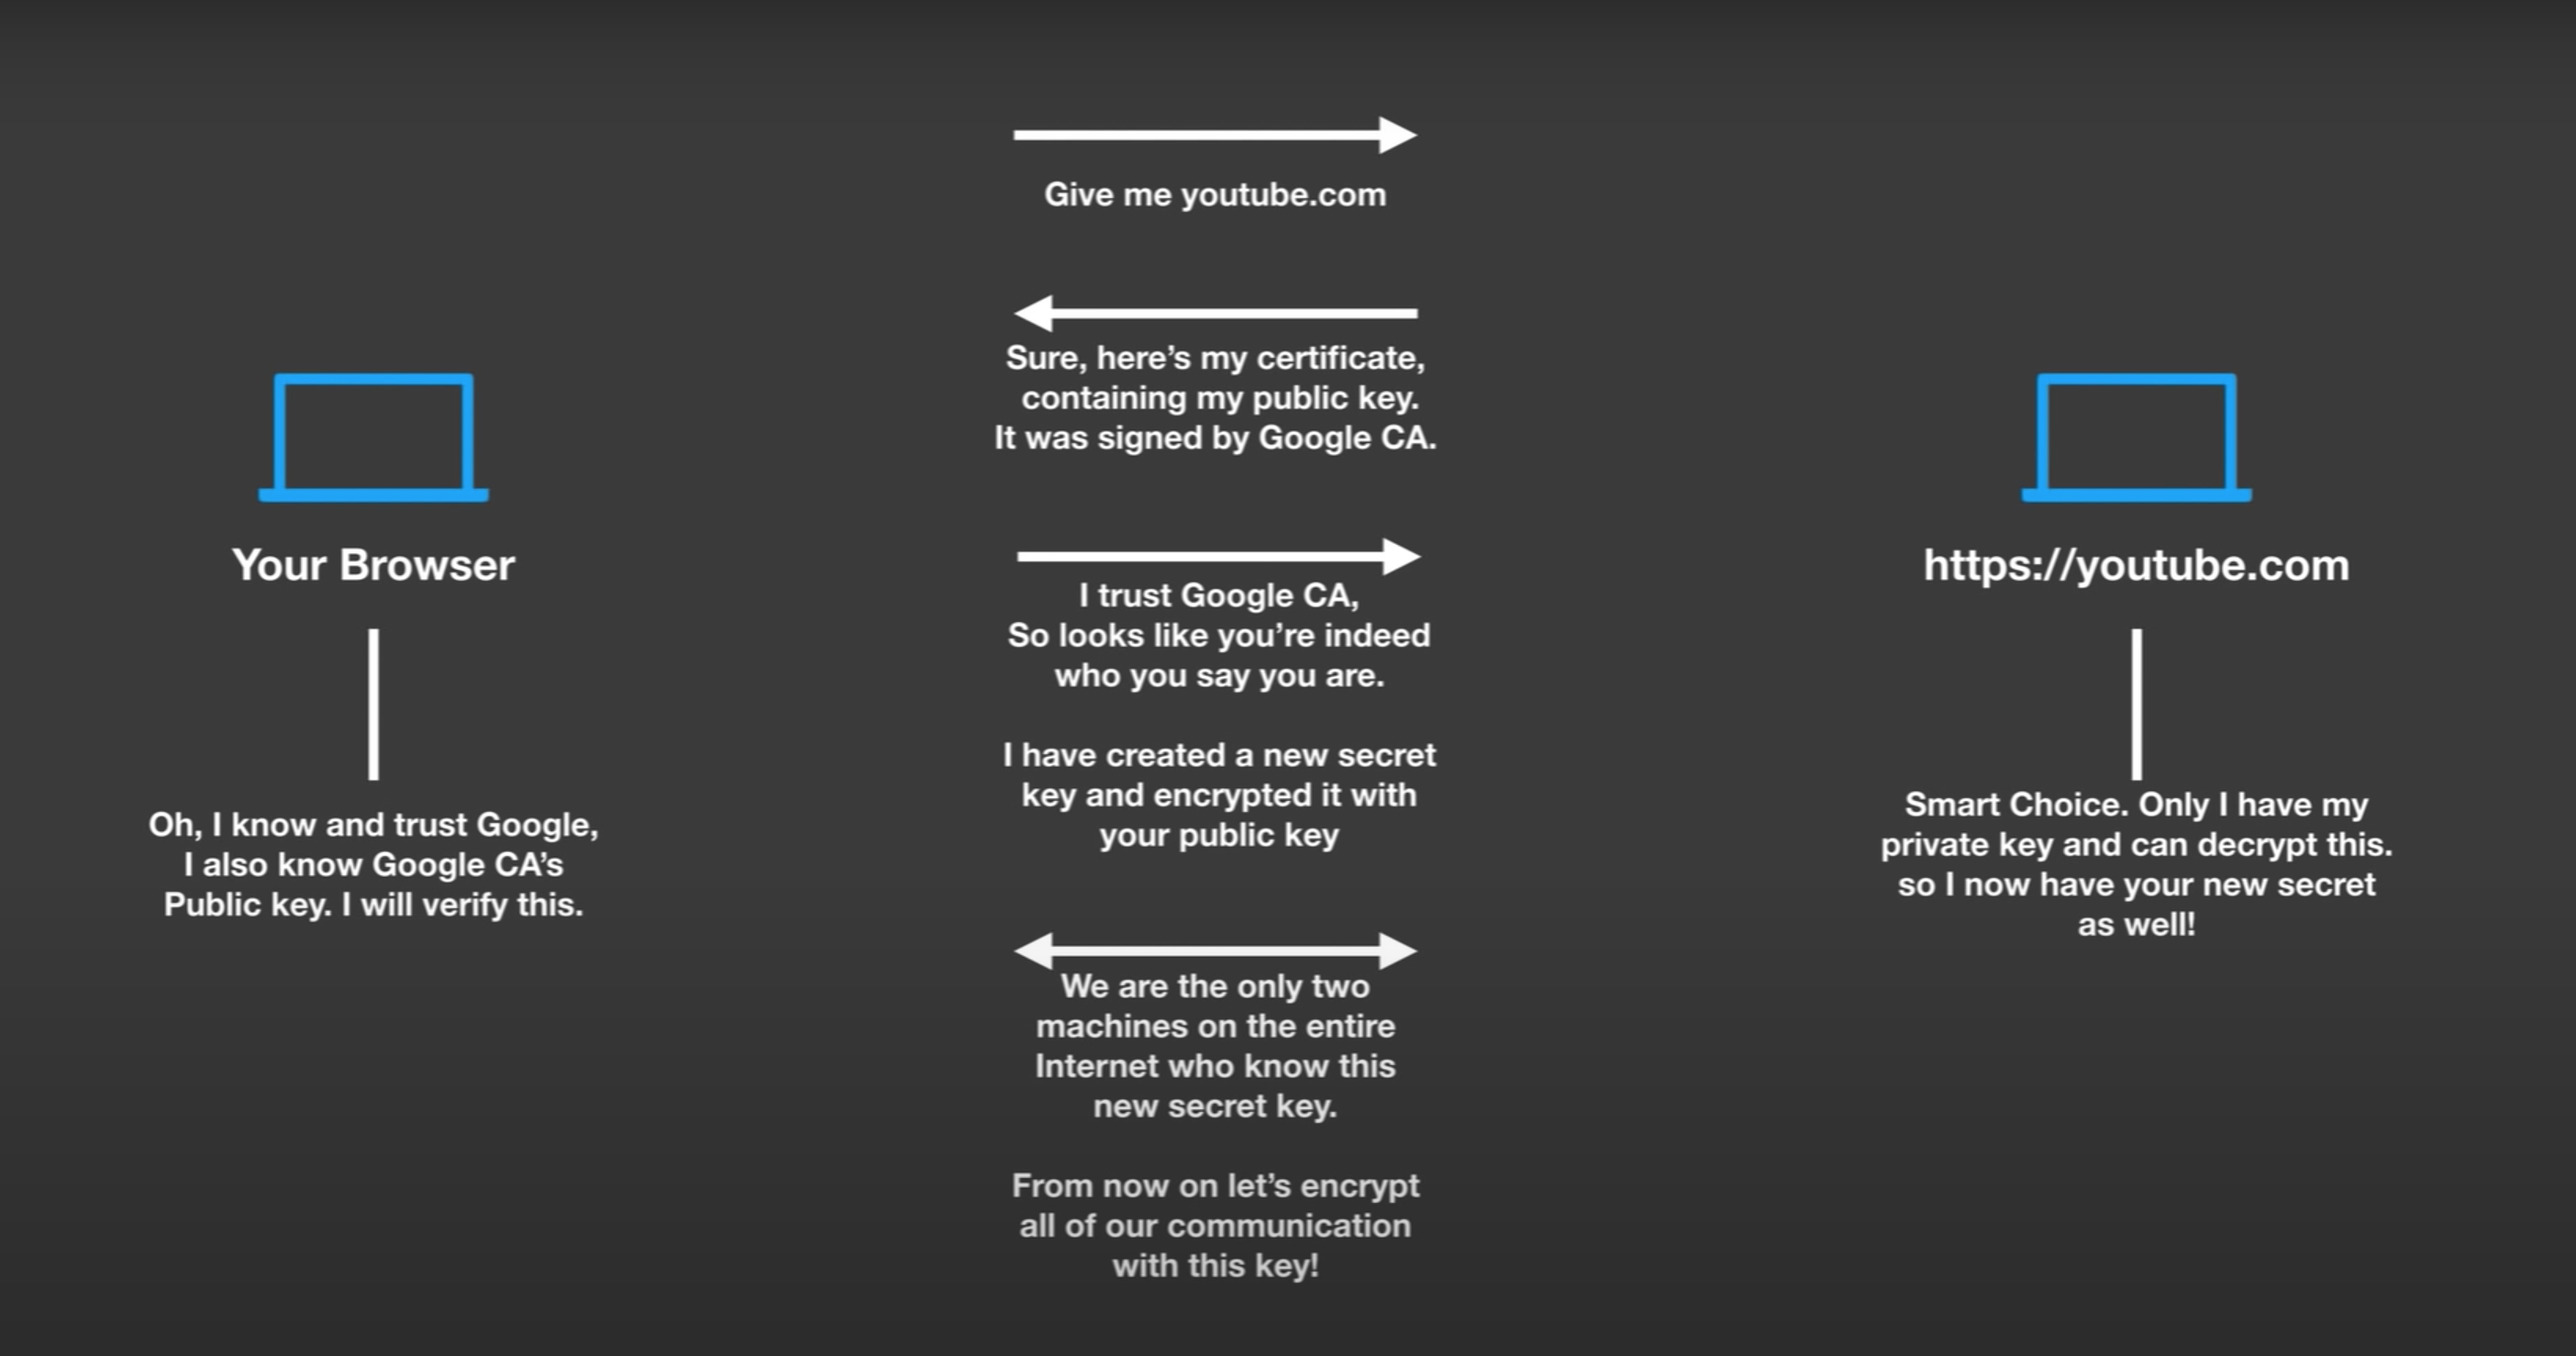 Give me youtube.com
Sure, here's my certificate,
containing my public key.
It was signed by Google CA.
Your Browser
https://youtube.com
I trust Google CA,
So looks like you're indeed
who you say you are.
I have created a new secret
key and encrypted it with
your public key
Oh, I know and trust Google,
I also know Google CA's
Public key. I will verify this.
Smart Choice. Only I have my
private key and can decrypt this.
so I now have your new secret
as well!
We are the only two
machines on the entire
Internet who know this
new secret key.
From now on let's encrypt
all of our communication
with this key!